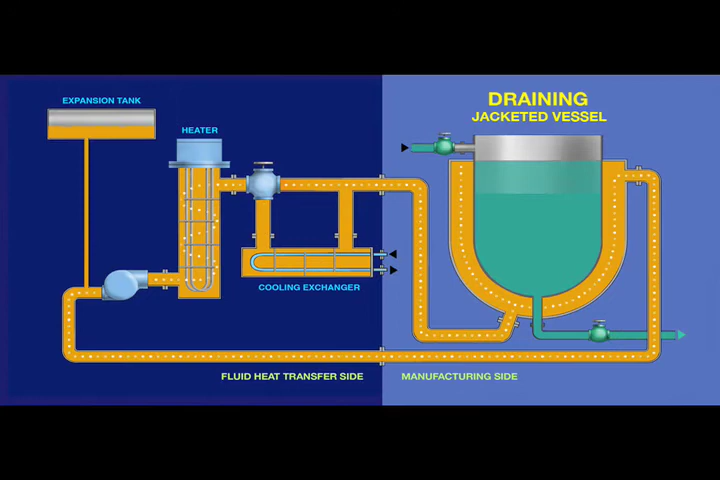 EXPANSION TANK
HEATER
DRAINING
JACKETED VESSEL
COOLING EXCHANGER
FLUID HEAT TRANSFER SIDE
MANUFACTURING SIDE